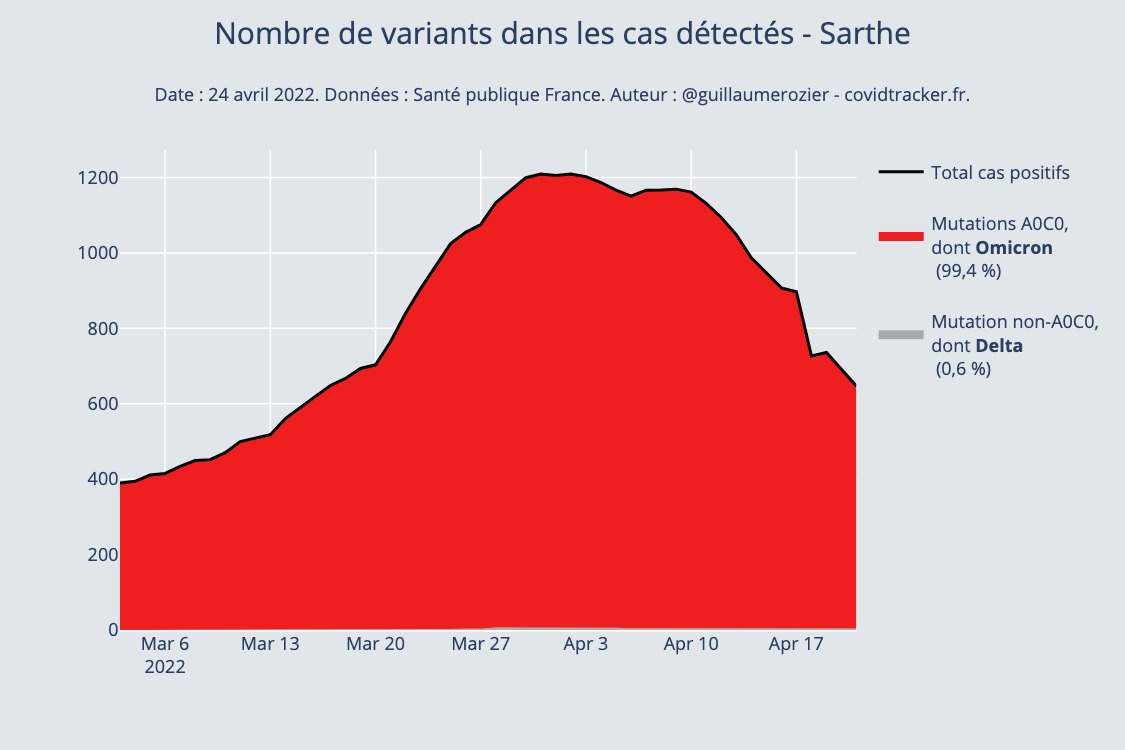 Nombre de variants dans les cas détectés - Sarthe
Date : 24 avril 2022. Données : Santé publique France. Auteur : @guillaumerozier - covidtracker.fr.
1200
1000
800
600
400
200
0
Mar 6
2022
Mar 13
Mar 20
Mar 27
Apr 3
Apr 10
Apr 17
Total cas positifs
Mutations A0C0,
dont Omicron
(99,4 %)
Mutation non-A0C0,
dont Delta
(0,6 %)